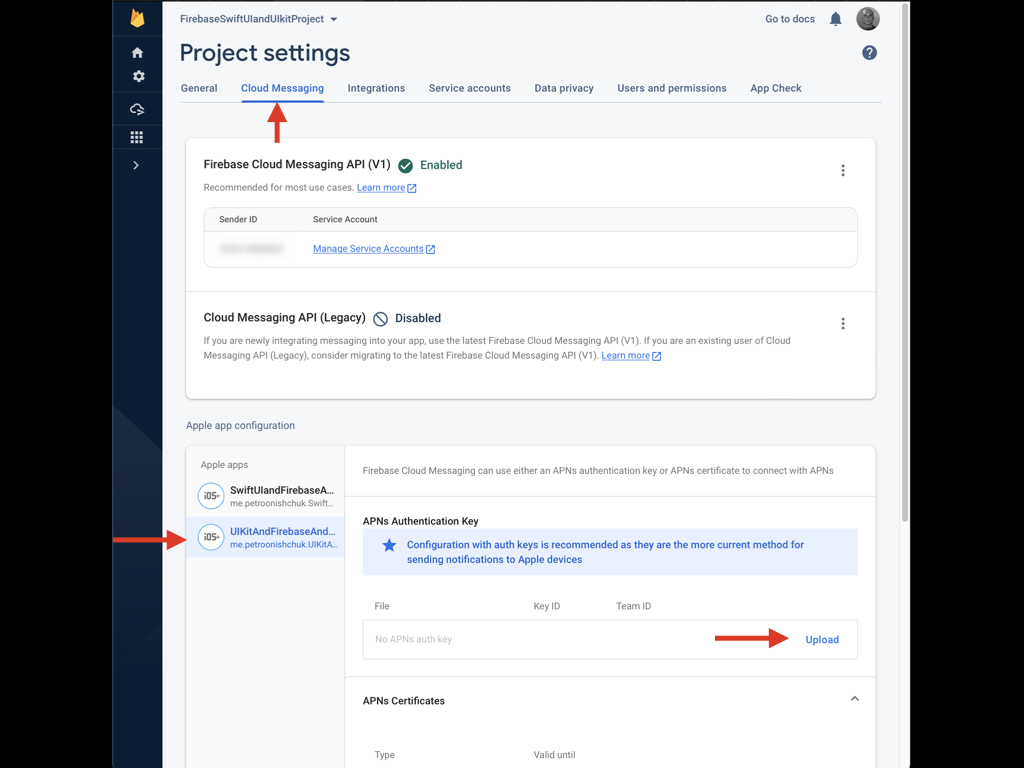 FirebaseSwiftUIandUIkitProject
Go to docs
Project settings
General Cloud Messaging Integrations Service accounts Data privacy Users and permissions App Check
Firebase Cloud Messaging API (V1) Enabled
Recommended for most use cases. Learn more
Sender ID Service Account
Manage Service Accounts
Cloud Messaging API (Legacy) Disabled
If you are newly integrating messaging into your app, use the latest Firebase Cloud Messaging API (V1). If you are an existing user of Cloud
Messaging API (Legacy), consider migrating to the latest Firebase Cloud Messaging API (V1). Learn more
Apple app configuration
Apple apps
iOS+
SwiftUIandFirebaseA...
me.petroonishchuk.Swift...
iOS+
UIKitAndFirebaseAnd...
me.petroonishchuk.UIKitA...
Firebase Cloud Messaging can use either an APNs authentication key or APNs certificate to connect with APNs
APNs Authentication Key
Configuration with auth keys is recommended as they are the more current method for
sending notifications to Apple devices
File Key ID Team ID
No APNs auth key Upload
APNs Certificates
Type Valid until